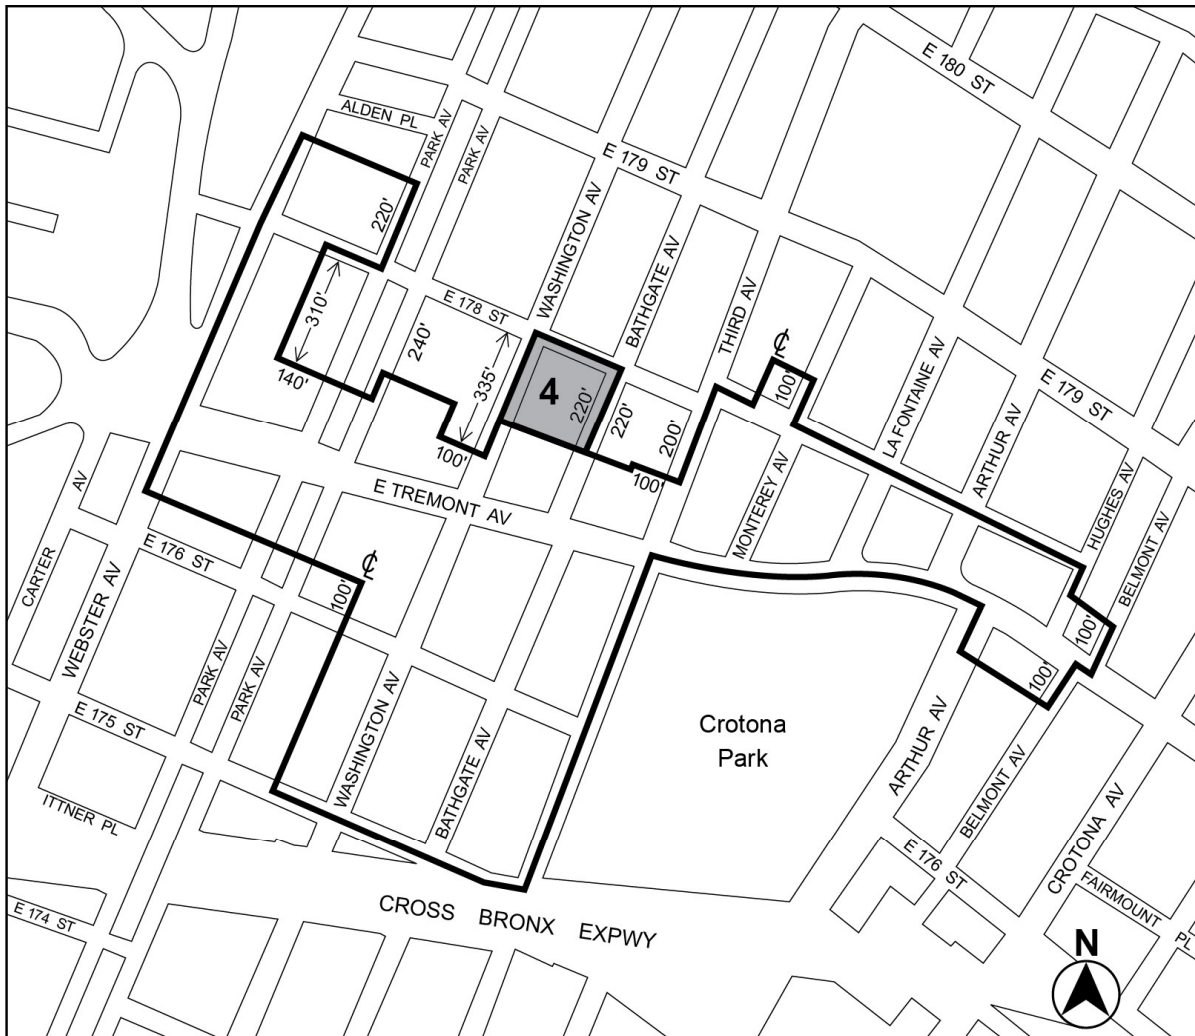 E 180 ST
ALDEN PL
PARK AV
PARK AV
E 179 ST
WASHINGTON AV
BATHGATE AV
THIRD AV
220'
310'
140'
240'
E 178 ST
335'
100'
4
220'
220'
200'
100'
℄
100'
LA FONTAINE AV
ARTHUR AV
E 179 ST
HUGHES AV
BELMONT AV
MONTEREY AV
E TREMONT AV
CARTER AV
WEBSTER AV
E 176 ST
℄
100'
PARK AV
PARK AV
E 175 ST
ITTNER PL
WASHINGTON AV
BATHGATE AV
Crotona
Park
100'
100'
ARTHUR AV
BELMONT AV
E 176 ST
CROTONA AV
FAIRMOUNT PL
E 174 ST
CROSS BRONX EXPWY
N